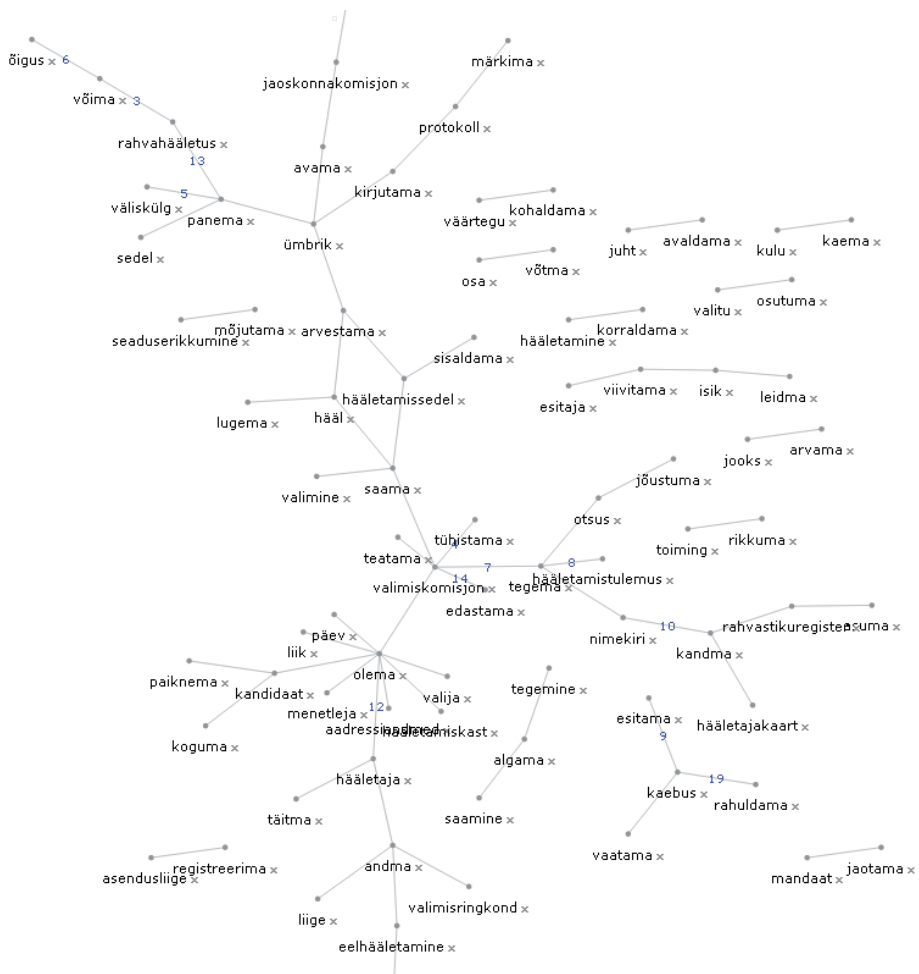 õigus × 6
võima × 3
rahvahääletus ×
13
5
väliskülg ×
panema ×
sedel ×
jaoskonnakomisjon ×
avama ×
märkima ×
protokoll ×
kirjutama ×
ümbrik ×
kohaldama ×
väärtegu ×
avaldama ×
juht ×
kaema ×
kulu ×
võtma ×
osa ×
osutuma ×
valitu ×
mõjutama ×
seaduserikkumine ×
arvestama ×
korraldama ×
hääletamine ×
sisaldama ×
hääletamissedel ×
lugema ×
hääl ×
viivitama ×
isik ×
leidma ×
esitaja ×
arvama ×
jooks ×
valimine ×
saama ×
jõustuma ×
otsus ×
tühistama ×
4
teatama ×
rikkuma ×
toiming ×
7
8
14
valimiskomisjon ×
tegema ×
hääletamistulemus ×
edastama ×
nimekiri ×
10
kandma ×
rahvastikuregister ×
päev ×
liik ×
paiknema ×
kandidaat ×
olema ×
valija ×
menetleja ×
12
aadressiandmed
hääletamiskast ×
koguma ×
tegemine ×
esitama ×
9
hääletajakaart ×
algama ×
hääletaja ×
19
kaebus ×
rahuldama ×
täitma ×
saamine ×
vaatama ×
registreerima ×
asendusliige ×
andma ×
jaotama ×
mandaat ×
valimisringkond ×
liige ×
eelhääletamine ×